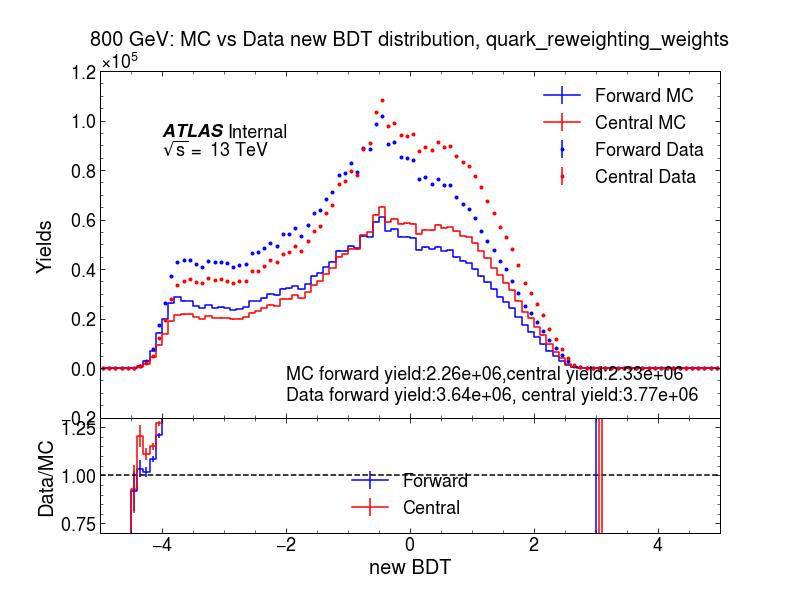 800 GeV: MC vs Data new BDT distribution, quark_reweighting_weights
×10⁵
1.2
1.0
0.8
0.6
0.4
0.2
0.0
0.2
Yields
ATLAS Internal
√s = 13 TeV
Forward MC
Central MC
Forward Data
Central Data
MC forward yield:2.26e+06,central yield:2.33e+06
Data forward yield:3.64e+06, central yield:3.77e+06
1.25
1.00
0.75
Data/MC
Forward
Central
−4 −2 0 2 4
new BDT